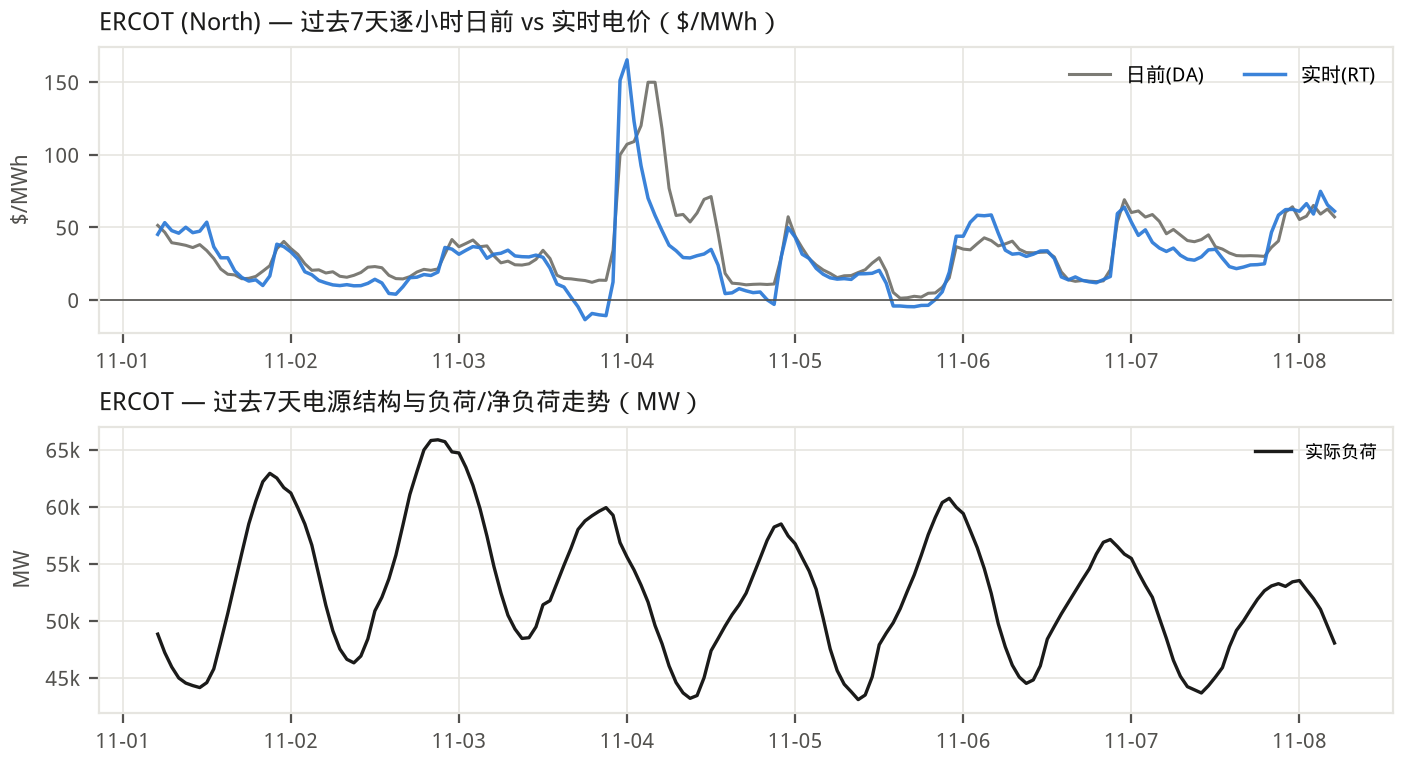 ERCOT (North) — 过去7天逐小时日前 vs 实时电价（$/MWh）
$/MWh
150
100
50
0
日前(DA)
实时(RT)
11-01 11-02 11-03 11-04 11-05 11-06 11-07 11-08
ERCOT — 过去7天电源结构与负荷/净负荷走势（MW）
MW
65k
60k
55k
50k
45k
实际负荷
11-01 11-02 11-03 11-04 11-05 11-06 11-07 11-08